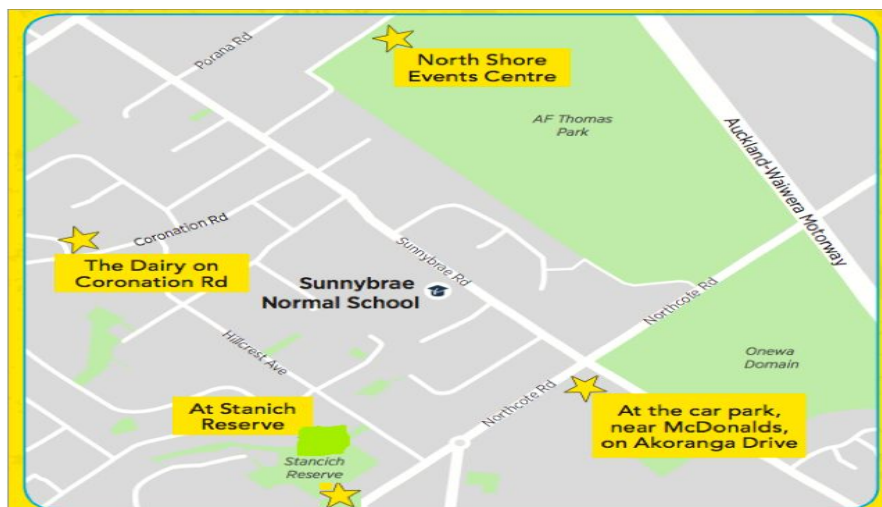 Porana Rd
North Shore
Events Centre
AF Thomas
Park
Auckland-Waiwera Motorway
Coronation Rd
Sunnybrae Rd
The Dairy on
Coronation Rd
Sunnybrae
Normal School
Northcote Rd
Hillcrest Ave
Onewa
Domain
At Stanich
Reserve
Northcote Rd
At the car park,
near McDonalds,
on Akoranga Drive
Stancich
Reserve